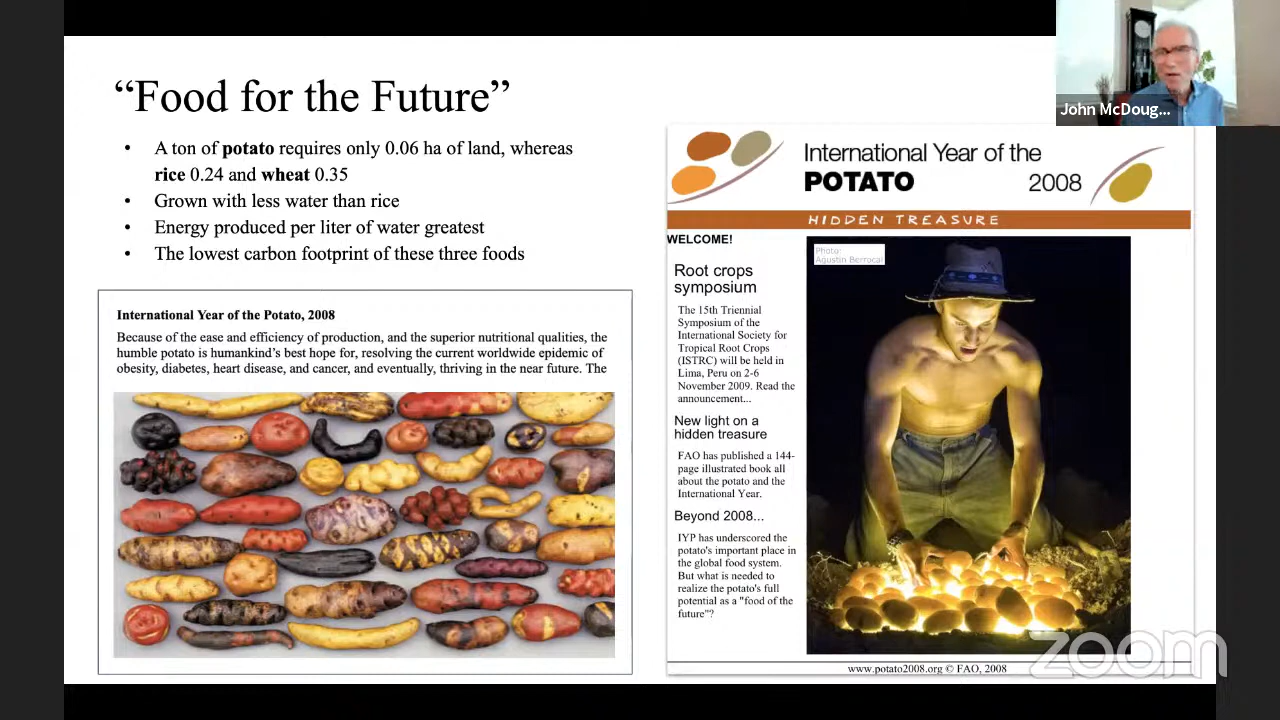 “Food for the Future”
• A ton of potato requires only 0.06 ha of land, whereas
rice 0.24 and wheat 0.35
• Grown with less water than rice
• Energy produced per liter of water greatest
• The lowest carbon footprint of these three foods
International Year of the Potato, 2008
Because of the ease and efficiency of production, and the superior nutritional qualities, the
humble potato is humankind’s best hope for, resolving the current worldwide epidemic of
obesity, diabetes, heart disease, and cancer, and eventually, thriving in the near future. The
John McDoug...
International Year of the
POTATO 2008
HIDDEN TREASURE
WELCOME!
Root crops
symposium
The 15th Triennial
Symposium of the
International Society for
Tropical Root Crops
(ISTRC) will be held in
Lima, Peru on 2-6
November 2009. Read the
announcement...
New light on a
hidden treasure
FAO has published a 144-
page illustrated book all
about the potato and the
International Year.
Beyond 2008...
IYP has underscored the
potato's important place in
the global food system.
But what is needed to
realize the potato's full
potential as a "food of the
future"?
Photo:
Agustin Berrocal
www.potato2008.org © FAO, 2008
zoom